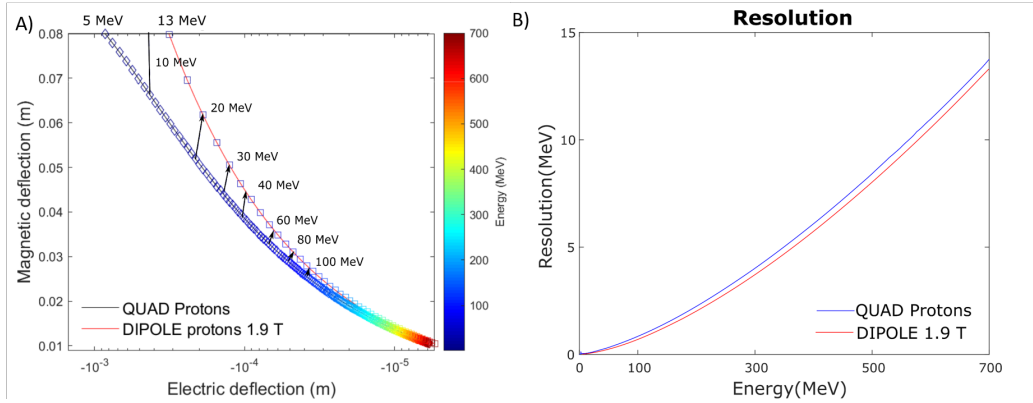 A)
5 MeV
13 MeV
0.08
0.07
0.06
0.05
0.04
0.03
0.02
0.01
Magnetic deflection (m)
10 MeV
20 MeV
30 MeV
40 MeV
60 MeV
80 MeV
100 MeV
QUAD Protons
DIPOLE protons 1.9 T
-10⁻³
-10⁻⁴
-10⁻⁵
Electric deflection (m)
700
600
500
400
300
200
100
Energy (MeV)
B)
Resolution
15
10
5
0
Resolution(MeV)
QUAD Protons
DIPOLE 1.9 T
0
100
300
500
700
Energy(MeV)